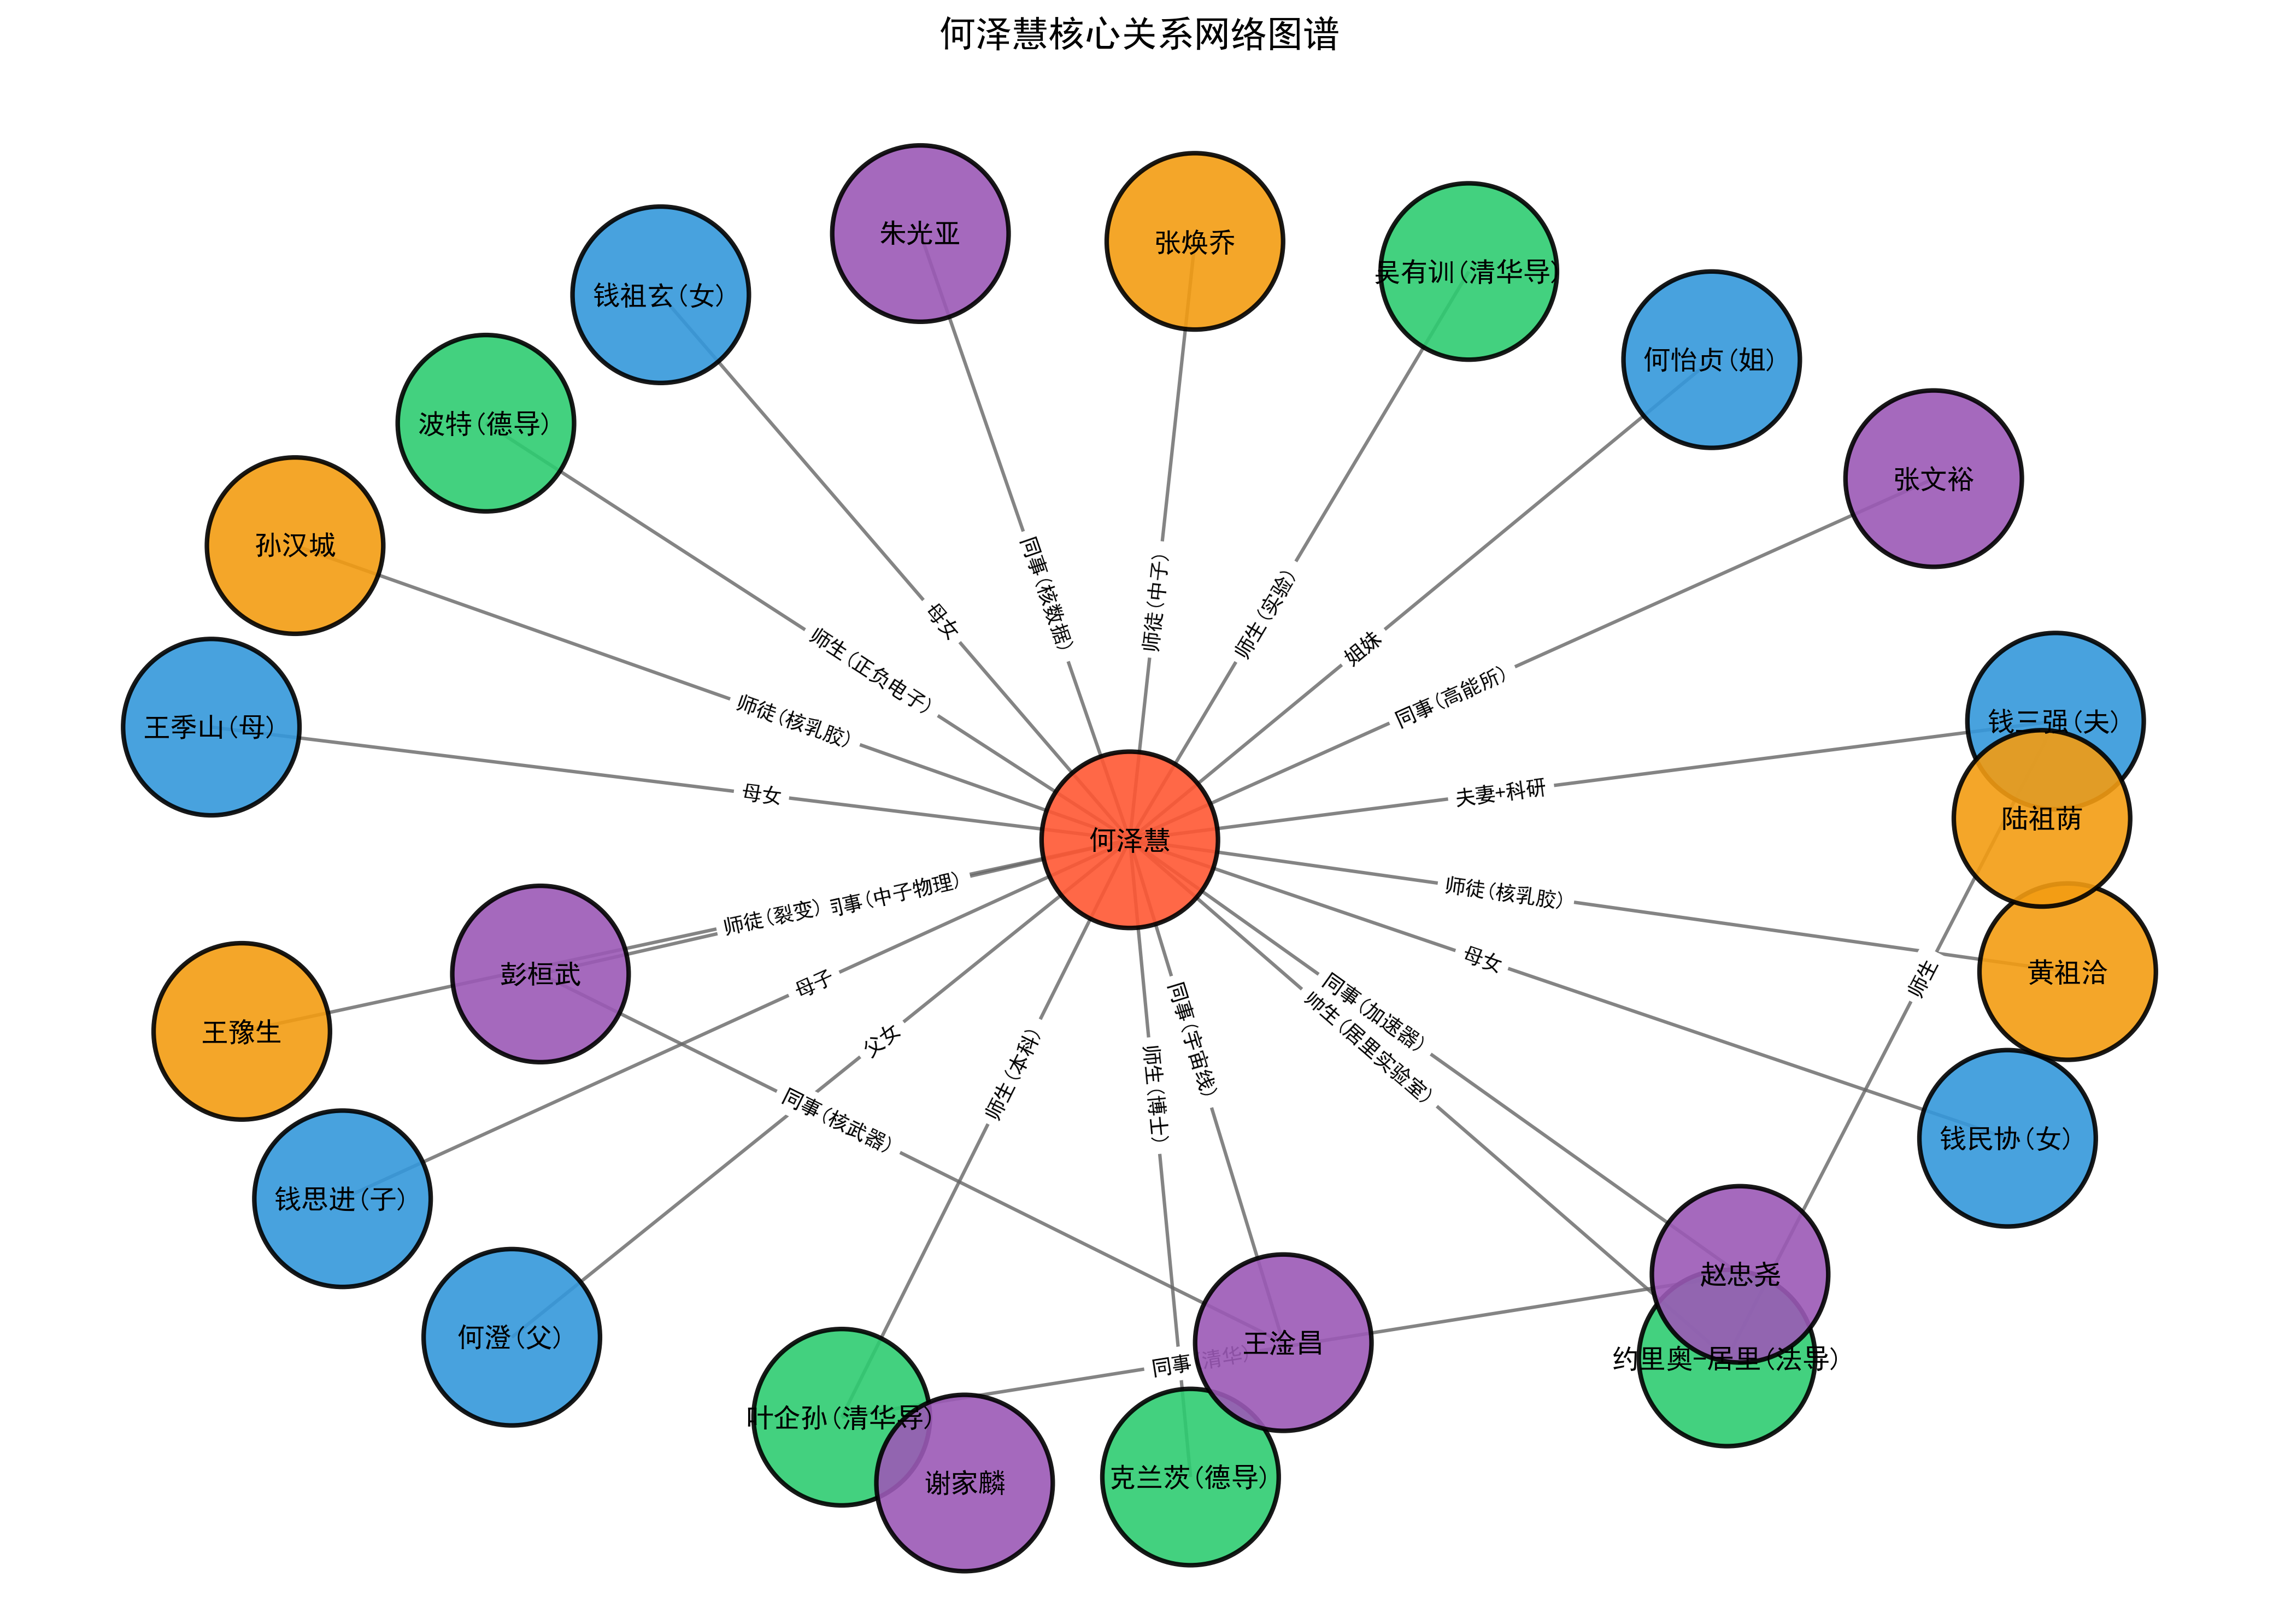 何泽慧核心关系网络图谱
朱光亚
张焕乔
吴有训(清华导)
钱祖玄(女)
何怡贞(姐)
波特(德导)
张文裕
孙汉城
同事(核数据)
师徒(中子)
师生(实验)
母女
姐妹
师生(正负电子)
同事(高能所)
师徒(核乳胶)
王季山(母)
钱三强(夫)
母女
夫妻+科研
陆祖荫
何泽慧
师徒(裂变)
事(中子物理)
师徒(核乳胶)
彭桓武
母女
师生
黄祖洽
王豫生
母子
父女
同事(加速器)
师生(居里实验室)
同事(宇宙线)
师生(本科)
师生(博士)
同事(核武器)
钱民协(女)
钱思进(子)
何澄(父)
赵忠尧
王淦昌
约里奥-居里(法导)
同事
清华)
叶企孙(清华导)
谢家麟
克兰茨(德导)